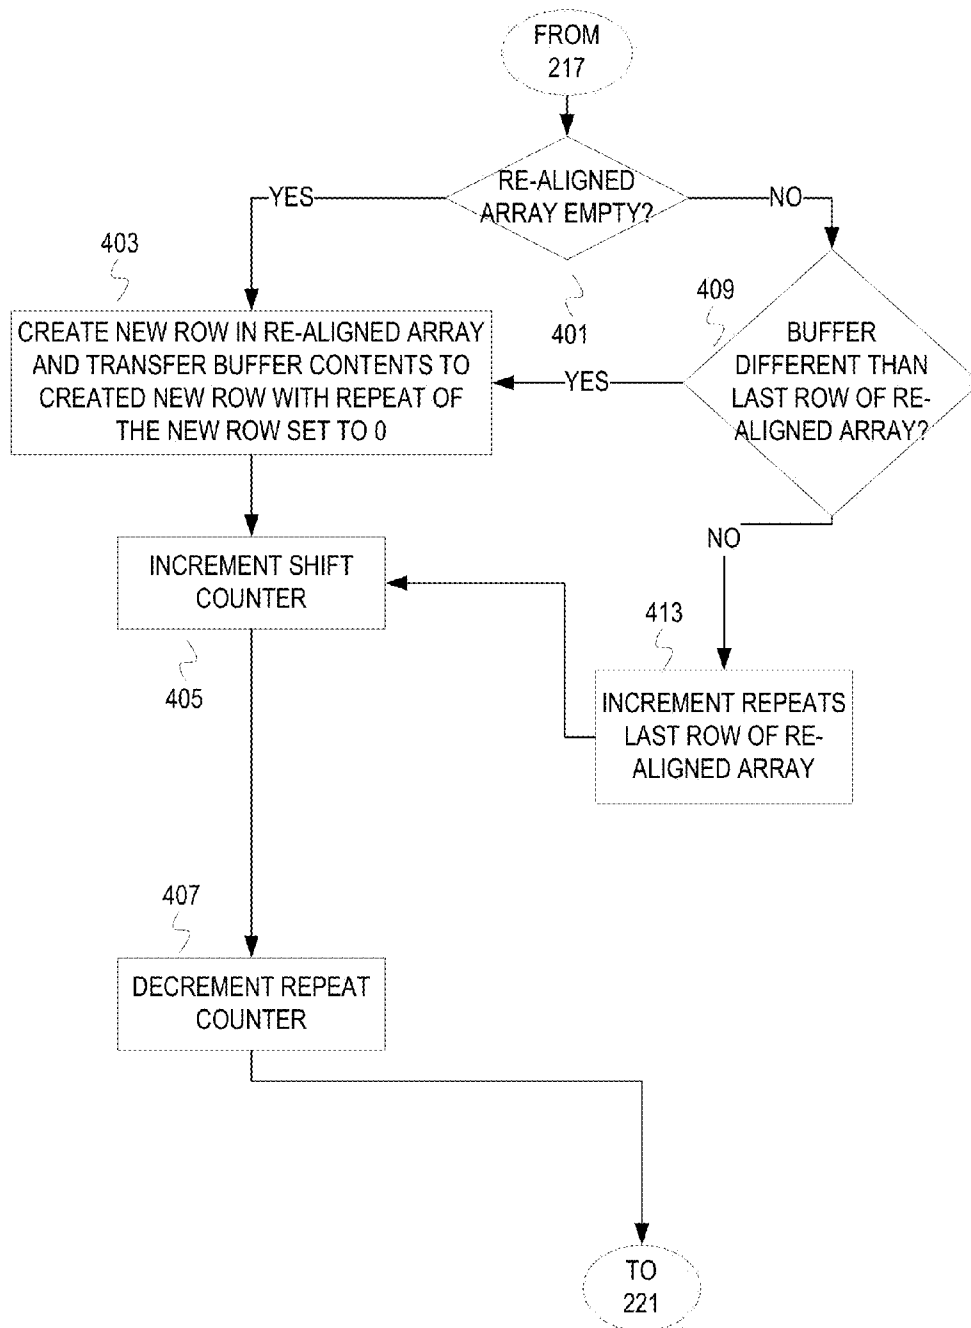 FROM
217
RE-ALIGNED
ARRAY EMPTY?
YES
NO
403
401
409
CREATE NEW ROW IN RE-ALIGNED ARRAY
AND TRANSFER BUFFER CONTENTS TO
CREATED NEW ROW WITH REPEAT OF
THE NEW ROW SET TO 0
YES
BUFFER
DIFFERENT THAN
LAST ROW OF RE-
ALIGNED ARRAY?
NO
INCREMENT SHIFT
COUNTER
405
413
INCREMENT REPEATS
LAST ROW OF RE-
ALIGNED ARRAY
407
DECREMENT REPEAT
COUNTER
TO
221